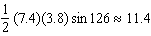 1/2 (7.4)(3.8) sin 126 ≈ 11.4